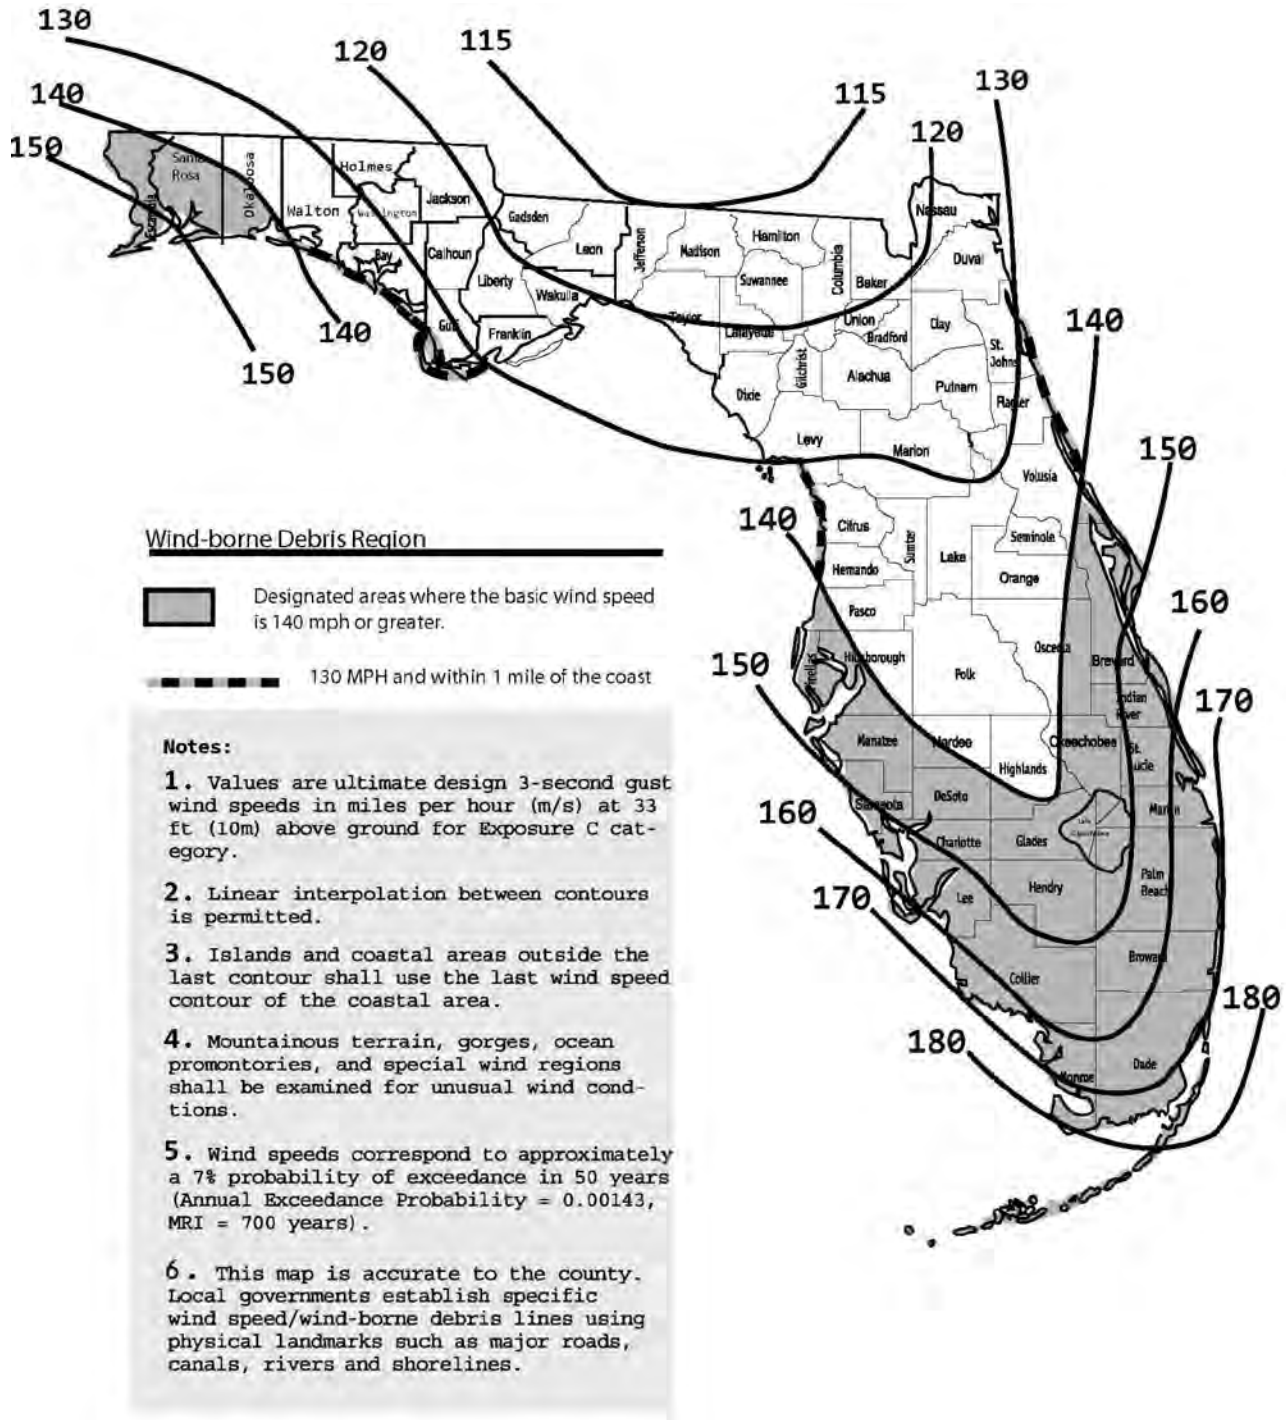 130
115
120
115
130
140
120
150
Santa
Rosa
Holmes
Okaloosa
Escambia
Walton
Washington
Jackson
Nassau
Gadsden
Leon
Jefferson
Madison
Hamilton
Columbia
Duval
Bay
Calhoun
Liberty
Wakulla
Suwannee
Baker
Gulf
Franklin
Taylor
Lafayette
Union
Bradford
Clay
St.
Johns
140
140
150
Dixie
Gilchrist
Alachua
Putnam
Flagler
Levy
Marion
150
Volusia
140
Citrus
Sumter
Lake
Seminole
Hernando
Orange
Pasco
160
Osceola
Pinellas
Hillsborough
Polk
Brevard
150
Indian
River
170
Manatee
Hardee
Okeechobee
St.
Lucie
Highlands
Sarasota
DeSoto
Martin
160
Charlotte
Glades
Lake
Okeechobee
170
Lee
Hendry
Palm
Beach
Collier
Broward
180
180
Monroe
Dade
Wind-borne Debris Region
Designated areas where the basic wind speed
is 140 mph or greater.
130 MPH and within 1 mile of the coast
Notes:
1. Values are ultimate design 3-second gust
wind speeds in miles per hour (m/s) at 33
ft (10m) above ground for Exposure C cat-
egory.
2. Linear interpolation between contours
is permitted.
3. Islands and coastal areas outside the
last contour shall use the last wind speed
contour of the coastal area.
4. Mountainous terrain, gorges, ocean
promontories, and special wind regions
shall be examined for unusual wind cond-
tions.
5. Wind speeds correspond to approximately
a 7% probability of exceedance in 50 years
(Annual Exceedance Probability = 0.00143,
MRI = 700 years).
6. This map is accurate to the county.
Local governments establish specific
wind speed/wind-borne debris lines using
physical landmarks such as major roads,
canals, rivers and shorelines.